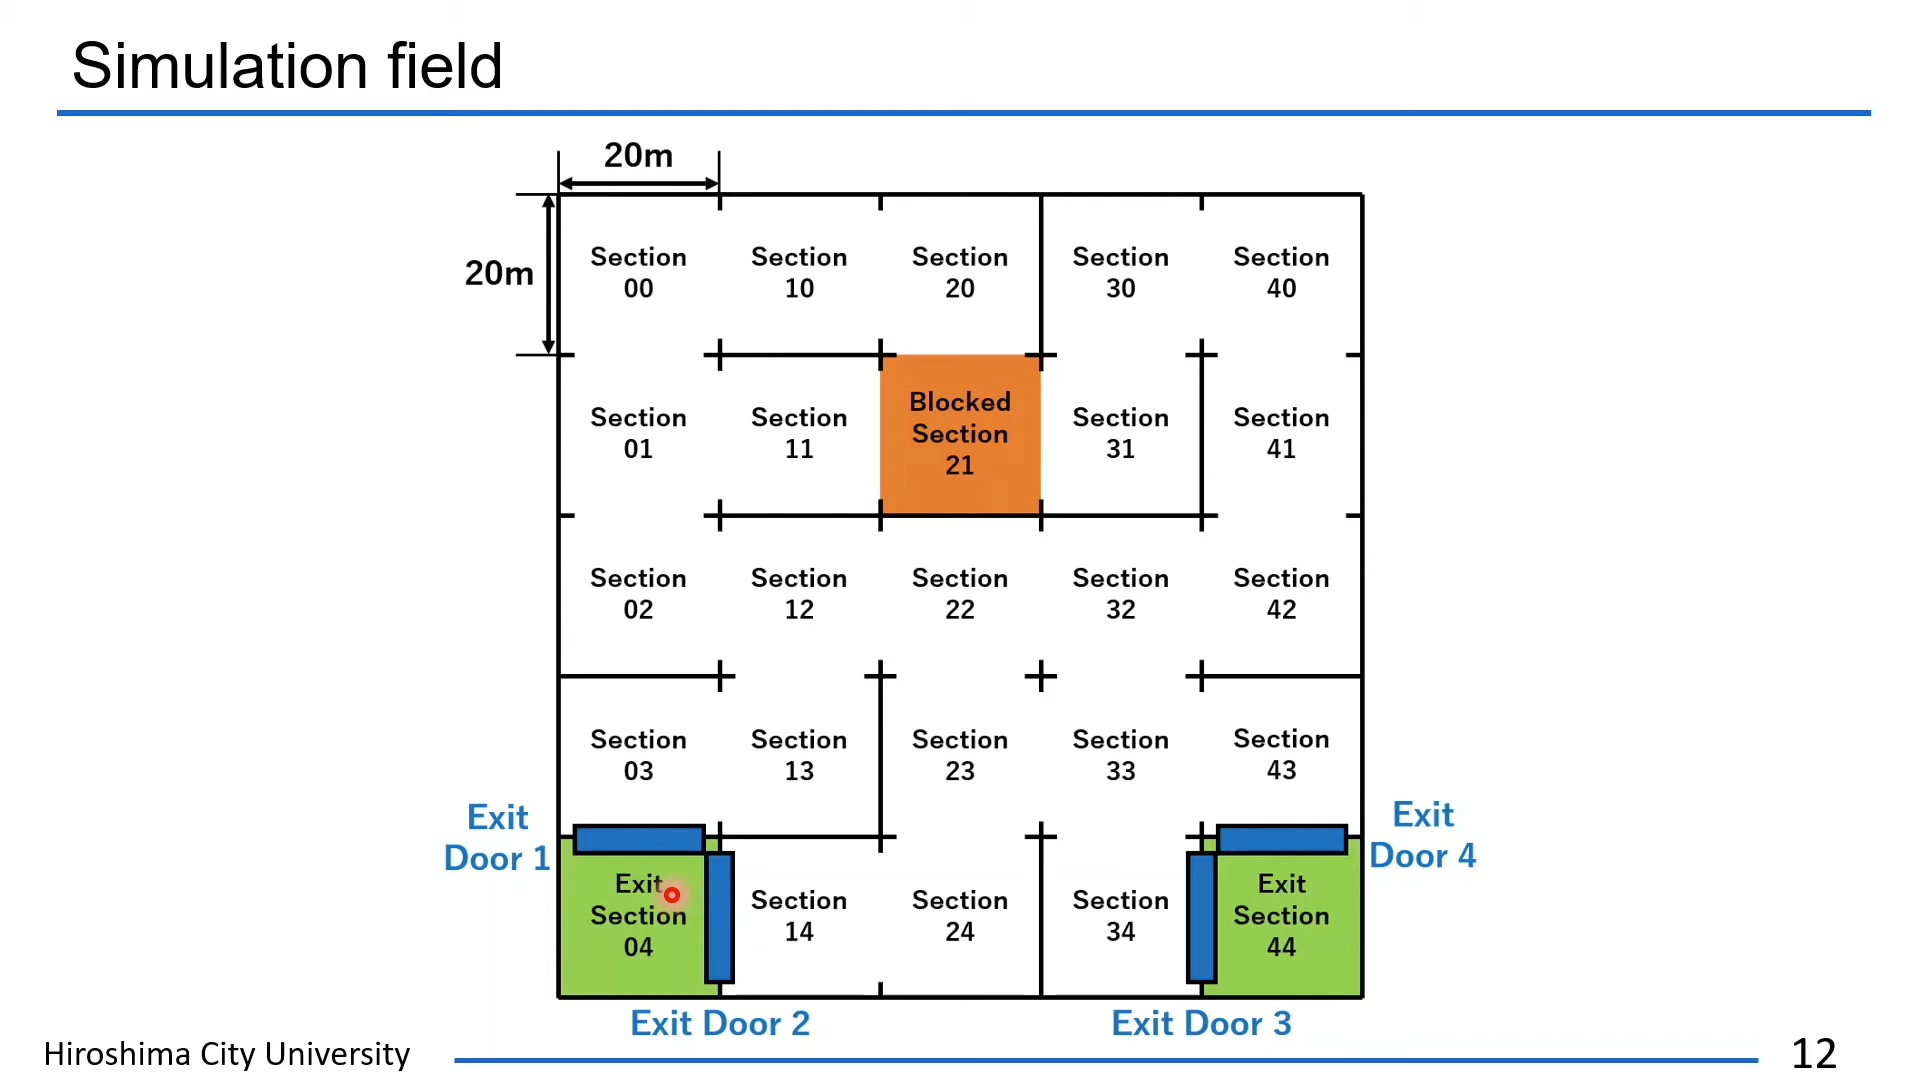 Simulation field
20m
20m
Section
00
Section
10
Section
20
Section
30
Section
40
Section
01
Section
11
Blocked
Section
21
Section
31
Section
41
Section
02
Section
12
Section
22
Section
32
Section
42
Section
03
Section
13
Section
23
Section
33
Section
43
Exit
Door 1
Exit
Door 4
Exit
Section
04
Section
14
Section
24
Section
34
Exit
Section
44
Exit Door 2
Exit Door 3
Hiroshima City University
12